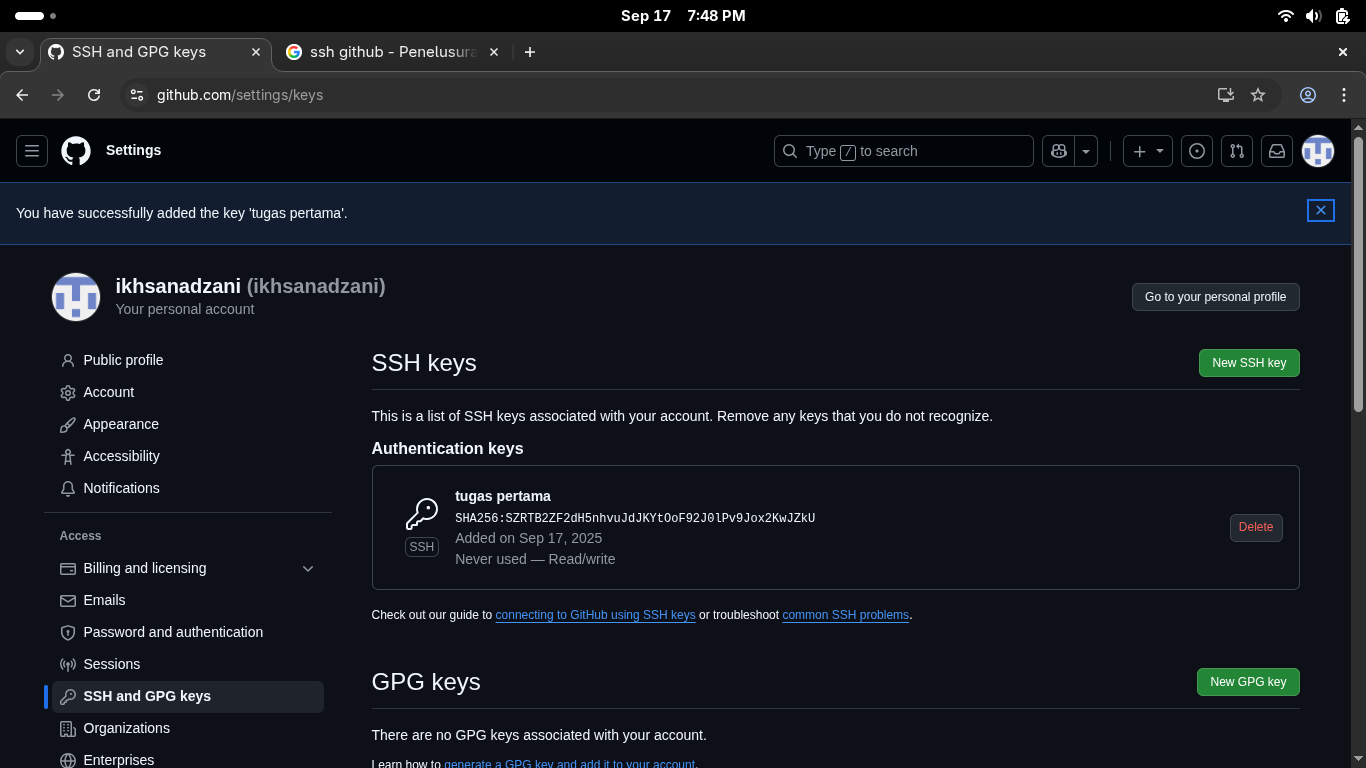 Sep 17 7:48 PM
SSH and GPG keys
ssh github - Penelusura
github.com/settings/keys
Settings
Type / to search
You have successfully added the key 'tugas pertama'.
ikhsanadzani (ikhsanadzani)
Your personal account
Go to your personal profile
Public profile
Account
Appearance
Accessibility
Notifications
Access
Billing and licensing
Emails
Password and authentication
Sessions
SSH and GPG keys
Organizations
Enterprises
SSH keys
New SSH key
This is a list of SSH keys associated with your account. Remove any keys that you do not recognize.
Authentication keys
SSH
tugas pertama
SHA256:SZRTB2ZF2dH5nhvuJdJKYtOoF92J0lPv9Jox2KwJZkU
Added on Sep 17, 2025
Never used — Read/write
Delete
Check out our guide to connecting to GitHub using SSH keys or troubleshoot common SSH problems.
GPG keys
New GPG key
There are no GPG keys associated with your account.
Learn how to generate a GPG key and add it to your account.